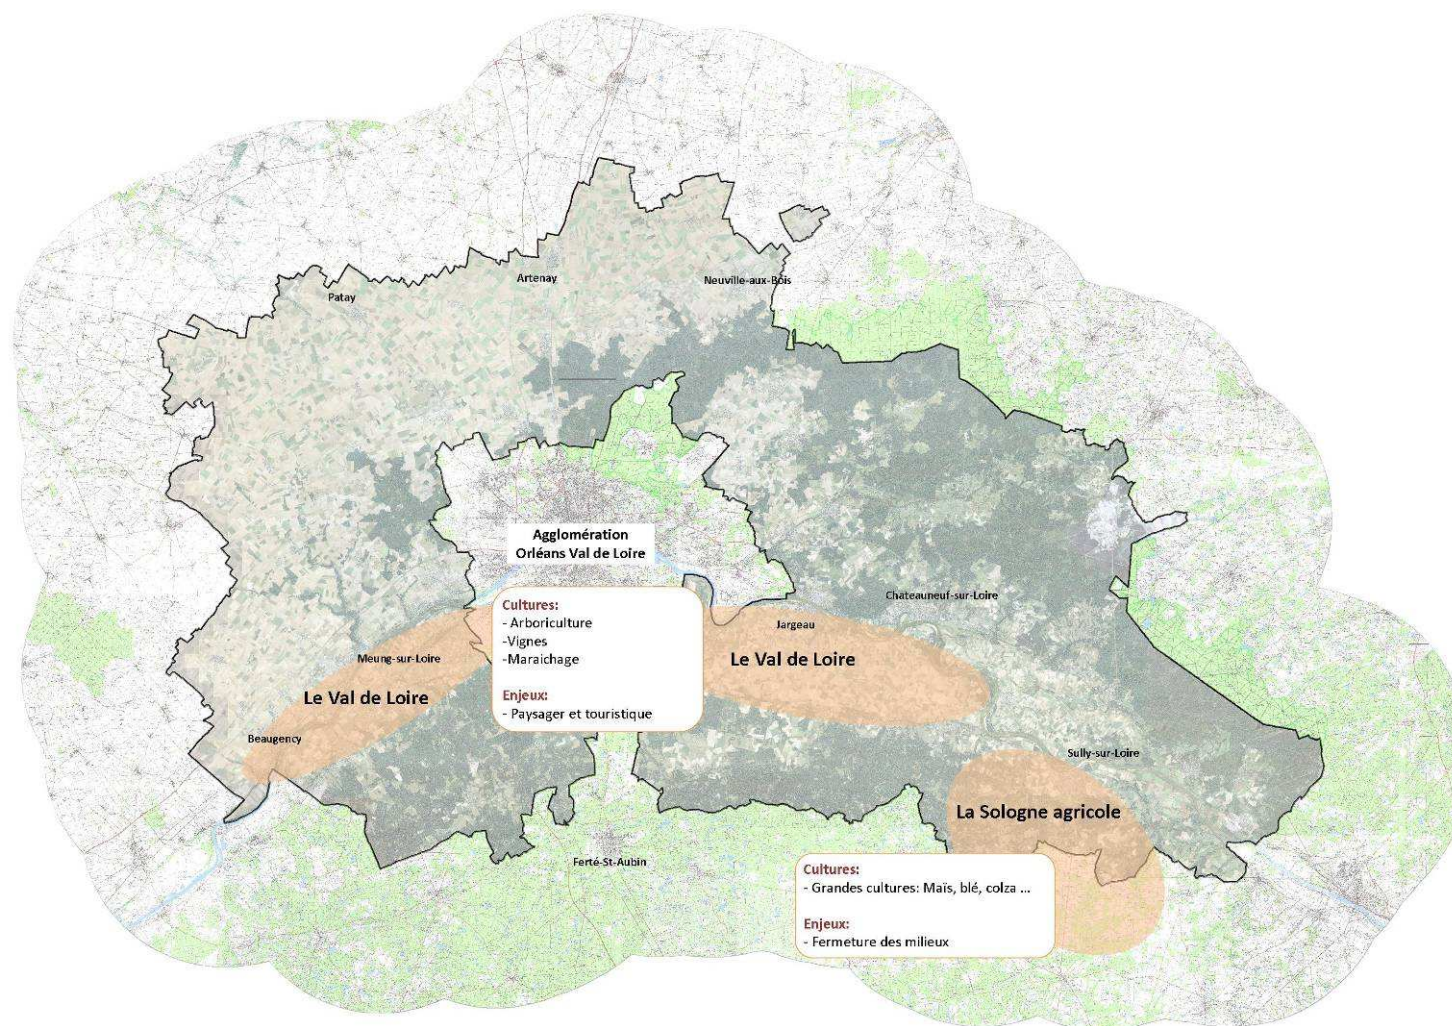 Artenay
Neuville-aux-Bois
Patay
Agglomération
Orléans Val de Loire
Chateauneuf-sur-Loire
Jargeau
Cultures:
- Arboriculture
-Vignes
-Maraichage
Enjeux:
- Paysager et touristique
Meung-sur-Loire
Le Val de Loire
Le Val de Loire
Beaugency
Sully-sur-Loire
La Sologne agricole
Ferté-St-Aubin
Cultures:
- Grandes cultures: Maïs, blé, colza ...
Enjeux:
- Fermeture des milieux